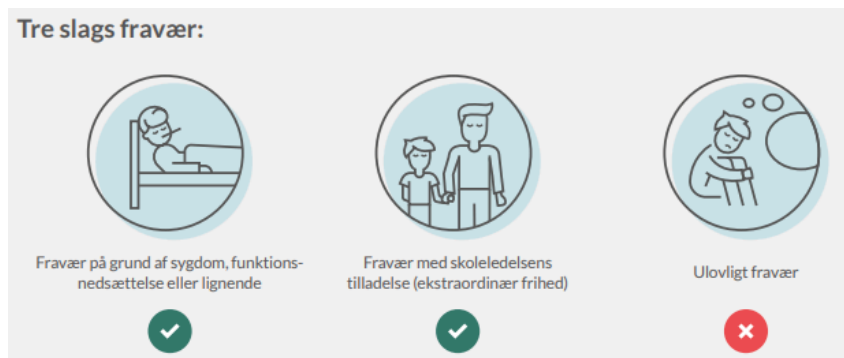 Tre slags fravær:
Fravær på grund af sygdom, funktions-
nedsættelse eller lignende
Fravær med skoleledelsens
tilladelse (ekstraordinær frihed)
Ulovligt fravær